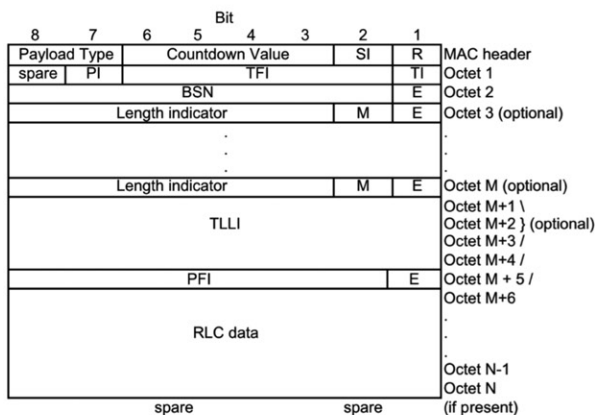 Bit
8 7 6 5 4 3 2 1
Payload Type Countdown Value SI R MAC header
spare PI TFI TI Octet 1
BSN E Octet 2
Length indicator M E Octet 3 (optional)
. .
. .
. .
Length indicator M E Octet M (optional)
Octet M+1 \
TLLI Octet M+2 } (optional)
Octet M+3 /
Octet M+4 /
PFI E Octet M + 5 /
Octet M+6
.
RLC data .
.
Octet N-1
Octet N
spare spare (if present)